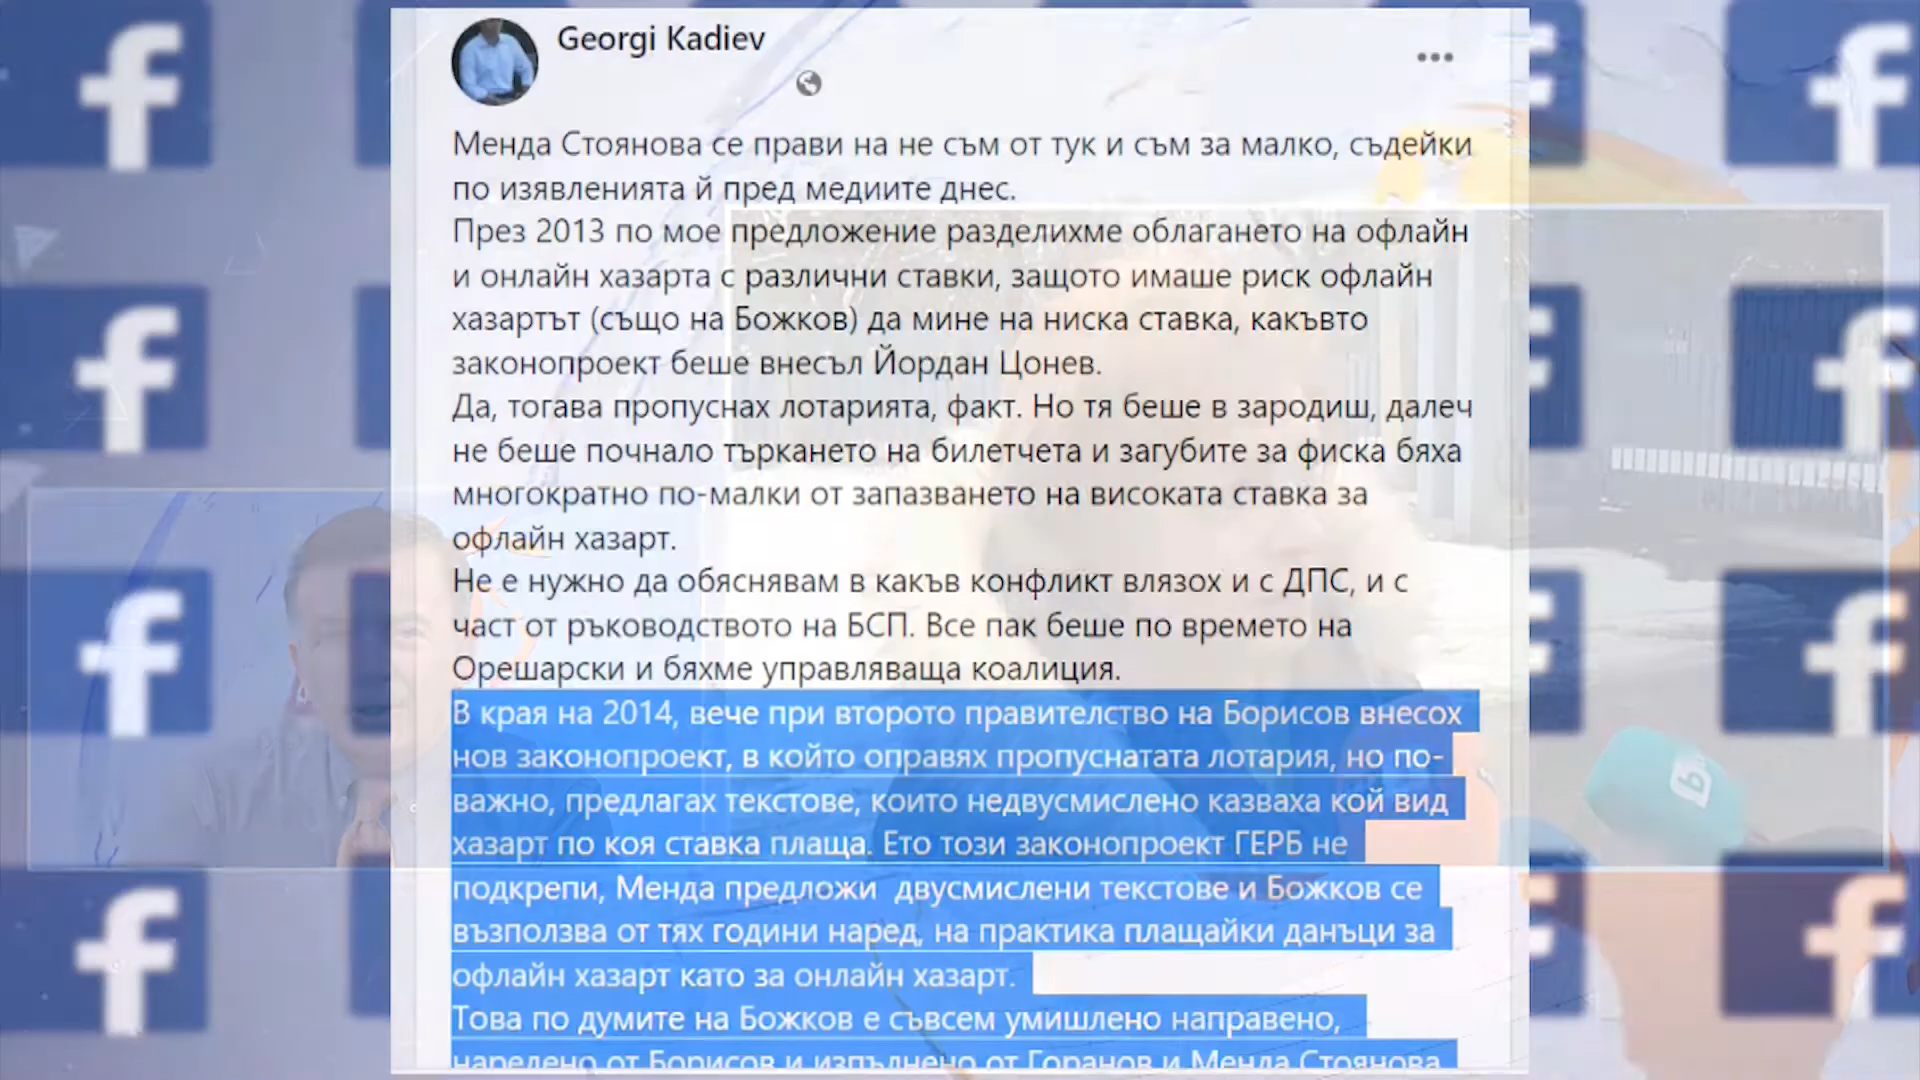 Georgi Kadiev
Менда Стоянова се прави на не съм от тук и съм за малко, съдейки
по изявленията й пред медиите днес.
През 2013 по мое предложение разделихме облагането на офлайн
и онлайн хазарта с различни ставки, защото имаше риск офлайн
хазартът (също на Божков) да мине на ниска ставка, какъвто
законопроект беше внесъл Йордан Цонев.
Да, тогава пропуснах лотарията, факт. Но тя беше в зародиш, далеч
не беше почнало търкането на билетчета и загубите за фиска бяха
многократно по-малки от запазването на високата ставка за
офлайн хазарт.
Не е нужно да обяснявам в какъв конфликт влязох и с ДПС, и с
част от ръководството на БСП. Все пак беше по времето на
Орешарски и бяхме управляваща коалиция.
В края на 2014, вече при второто правителство на Борисов внесох
нов законопроект, в който оправях пропуснатата лотария, но по-
важно, предлагах текстове, които недвусмислено казваха кой вид
хазарт по коя ставка плаща. Ето този законопроект ГЕРБ не
подкрепи, Менда предложи двусмислени текстове и Божков се
възползва от тях години наред, на практика плащайки данъци за
офлайн хазарт като за онлайн хазарт.
Това по думите на Божков е съвсем умишлено направено,
наредено от Борисов и изпълнено от Горанов и Менда Стоянова